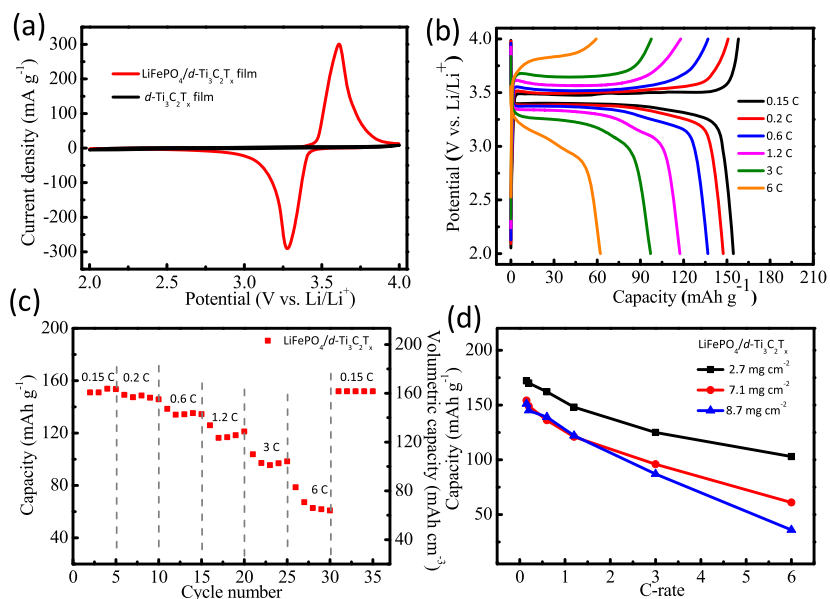 (a)
300
200
100
0
-100
-200
-300
Current density (mA g⁻¹)
LiFePO₄/d-Ti₃C₂Tₓ film
d-Ti₃C₂Tₓ film
2.0 2.5 3.0 3.5 4.0
Potential (V vs. Li/Li⁺)
(b)
4.0
3.5
3.0
2.5
2.0
Potential (V vs. Li/Li⁺)
0.15 C
0.2 C
0.6 C
1.2 C
3 C
6 C
0 30 60 90 120 150 180 210
Capacity (mAh g⁻¹)
(c)
200
160
120
80
40
Capacity (mAh g⁻¹)
LiFePO₄/d-Ti₃C₂Tₓ
0.15 C
0.2 C
0.6 C
1.2 C
3 C
6 C
0.15 C
200
160
120
80
40
Volumetric capacity (mAh cm⁻³)
0 5 10 15 20 25 30 35
Cycle number
(d)
200
150
100
50
Capacity (mAh g⁻¹)
LiFePO₄/d-Ti₃C₂Tₓ
2.7 mg cm⁻²
7.1 mg cm⁻²
8.7 mg cm⁻²
0 1 2 3 4 5 6
C-rate